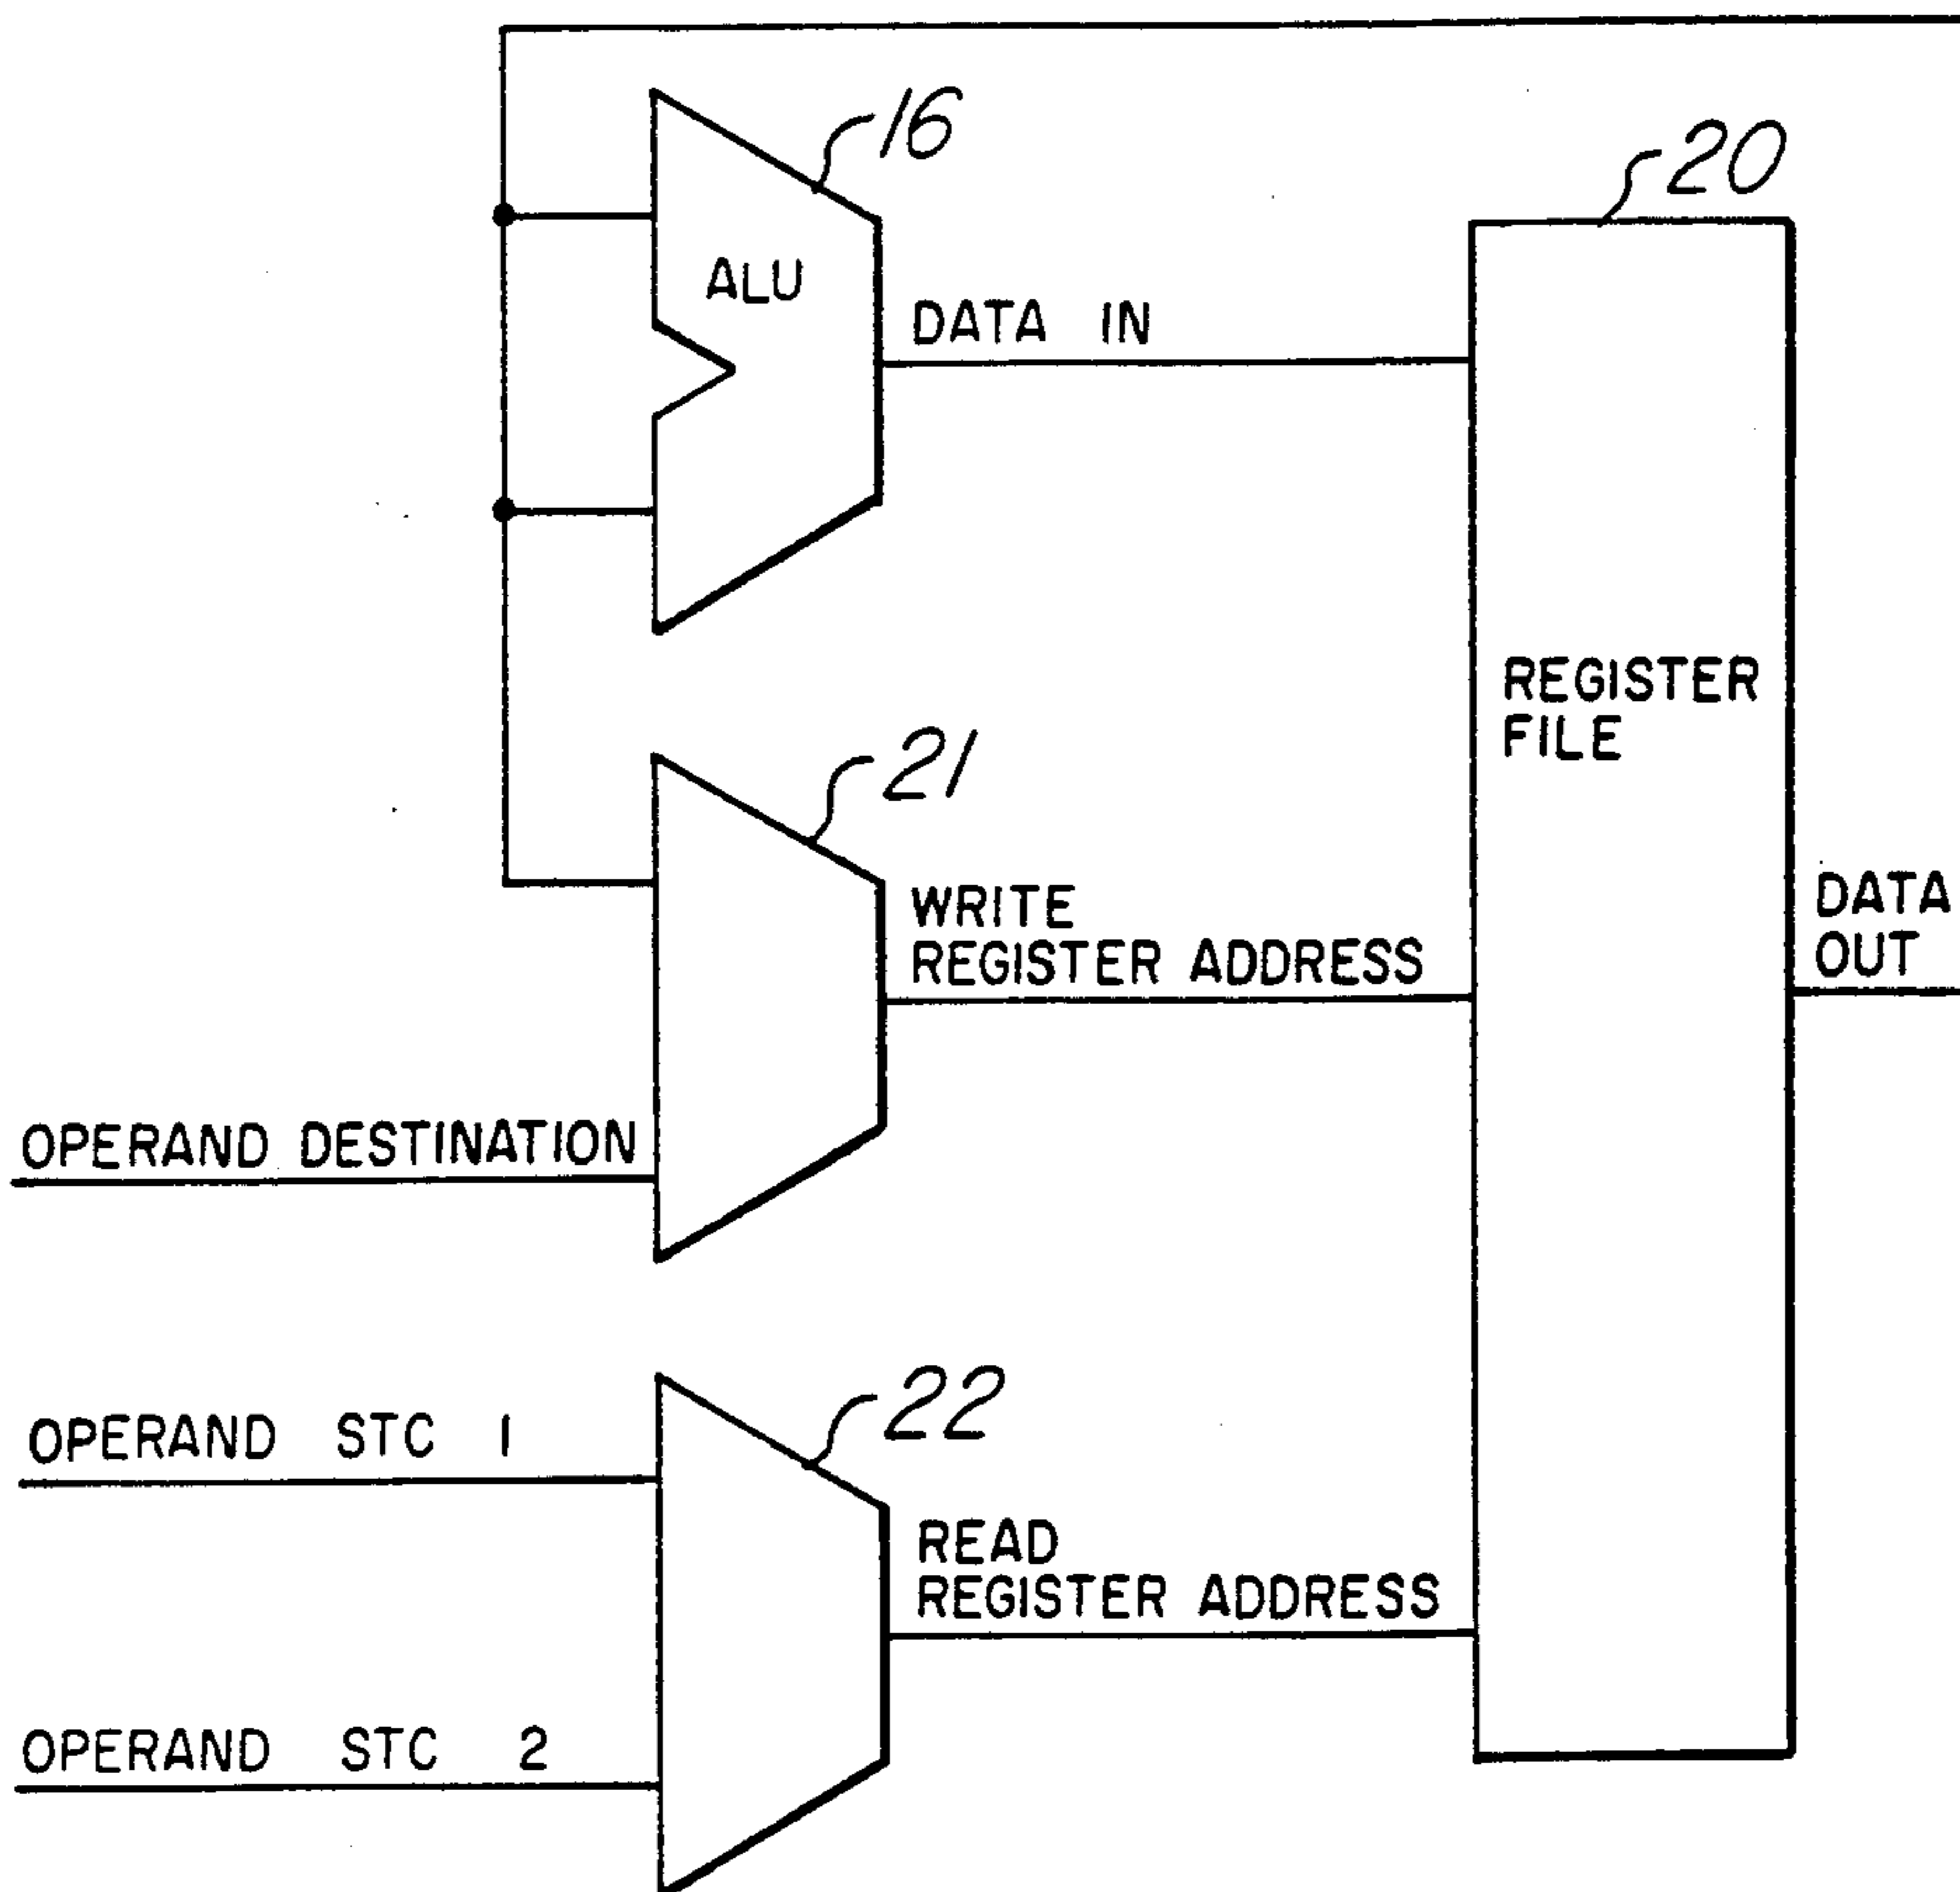 16
20
ALU
DATA IN
REGISTER
FILE
21
DATA
OUT
WRITE
REGISTER ADDRESS
OPERAND DESTINATION
22
OPERAND STC 1
READ
REGISTER ADDRESS
OPERAND STC 2